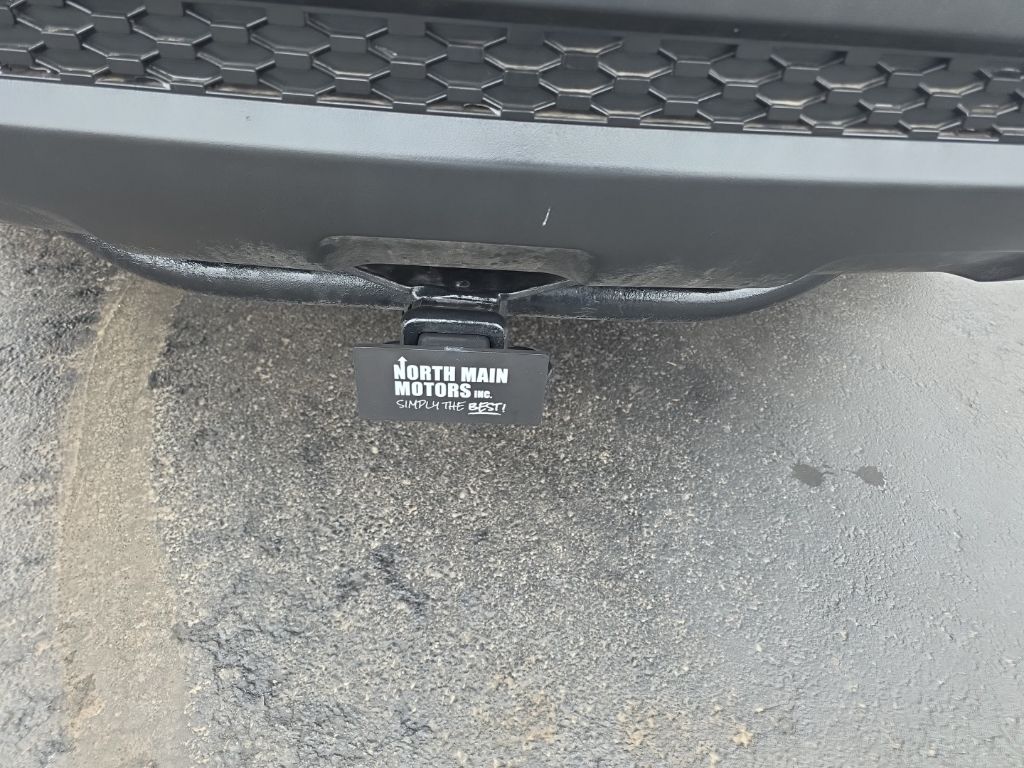 NORTH MAIN
MOTORS INC.
SIMPLY THE BEST!